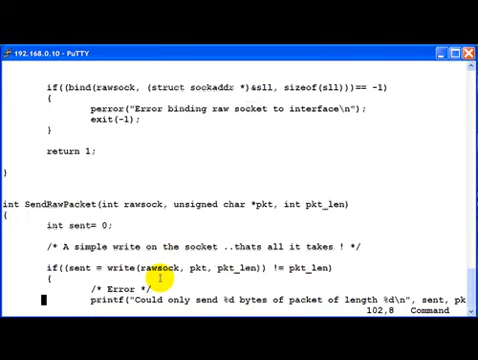 192.168.0.10 - PuTTY
if((bind(rawsock, (struct sockaddr *)&sll, sizeof(sll)))== -1)
{
perror("Error binding raw socket to interface\n");
exit(-1);
}
return 1;
}
int SendRawPacket(int rawsock, unsigned char *pkt, int pkt_len)
{
int sent= 0;
/* A simple write on the socket ..thats all it takes ! */
if((sent = write(rawsock, pkt, pkt_len)) != pkt_len)
{
/* Error */
printf("Could only send %d bytes of packet of length %d\n", sent, pk
102,8 Command